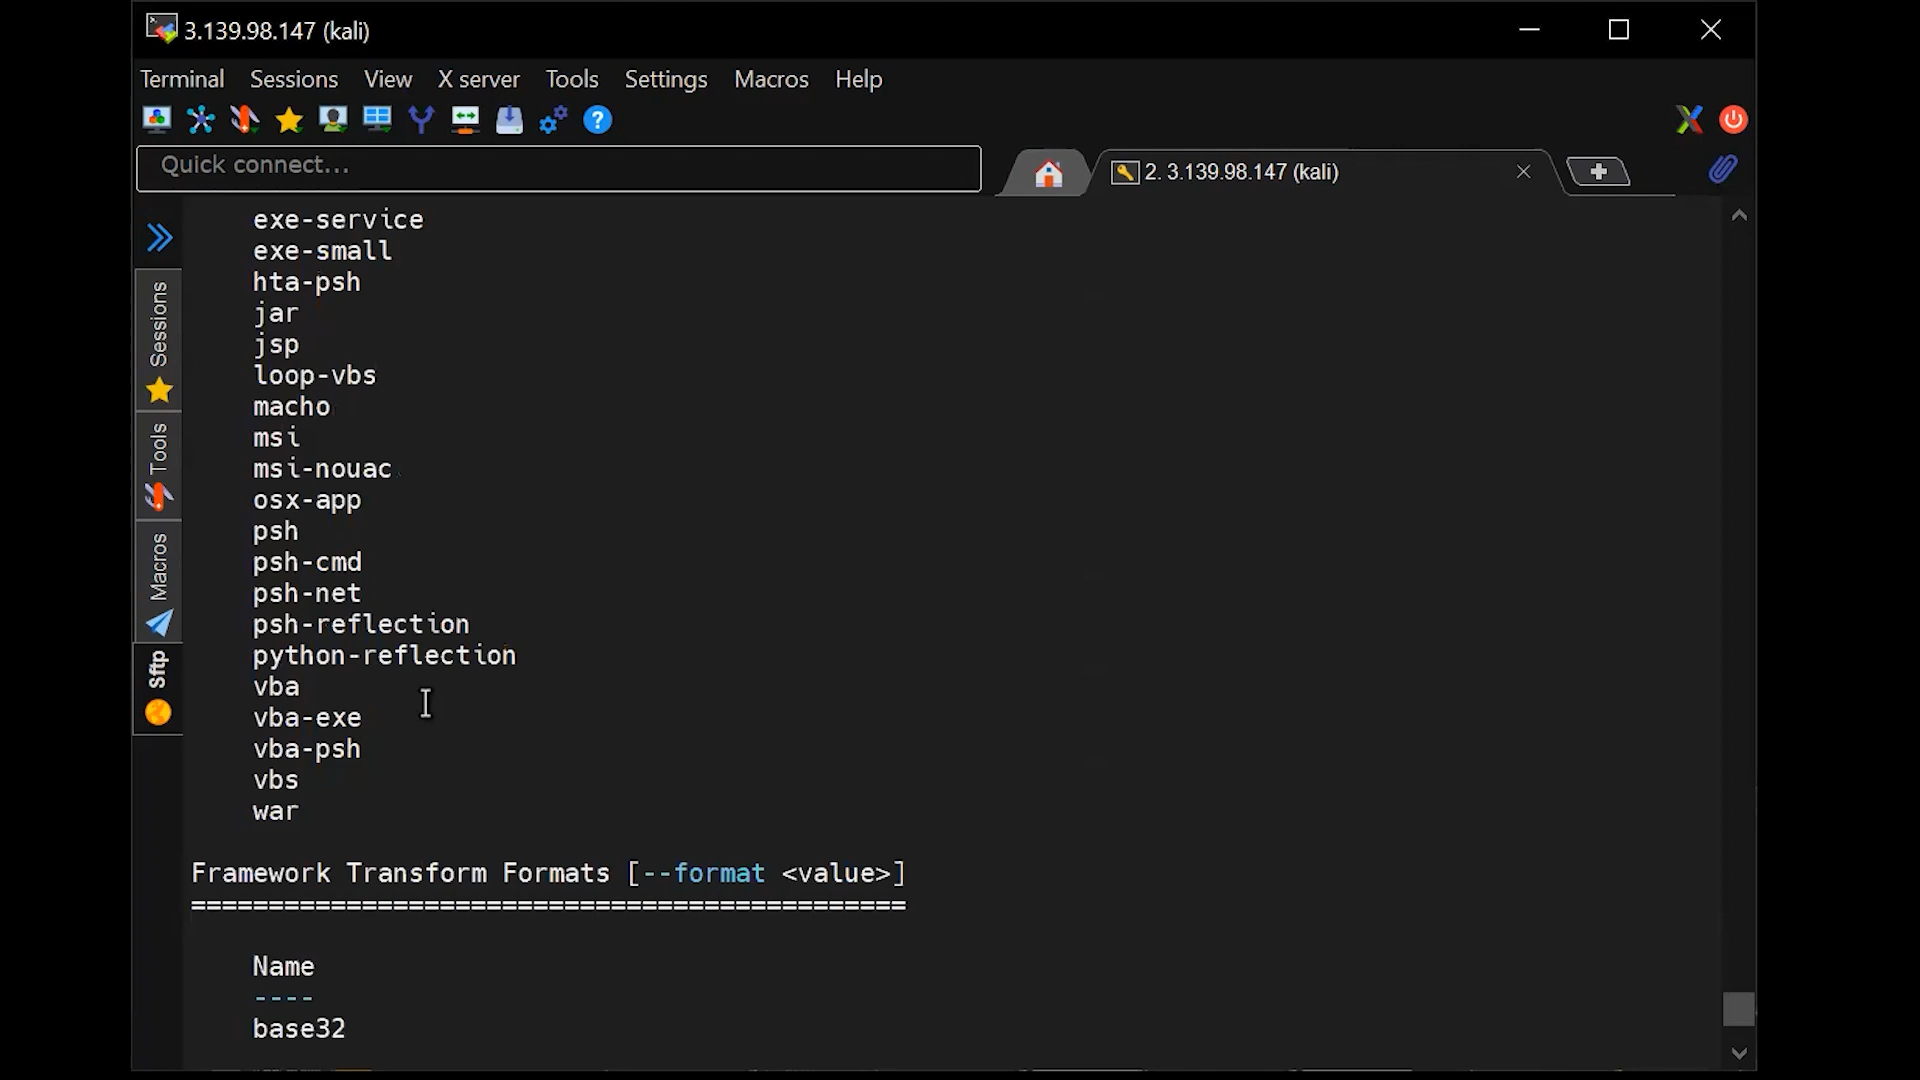 3.139.98.147 (kali)
Terminal Sessions View X server Tools Settings Macros Help
Quick connect...
2. 3.139.98.147 (kali)
Sessions
Tools
Macros
Sftp
exe-service
exe-small
hta-psh
jar
jsp
loop-vbs
macho
msi
msi-nouac
osx-app
psh
psh-cmd
psh-net
psh-reflection
python-reflection
vba
vba-exe
vba-psh
vbs
war
Framework Transform Formats [--format <value>]
==============================================
Name
----
base32